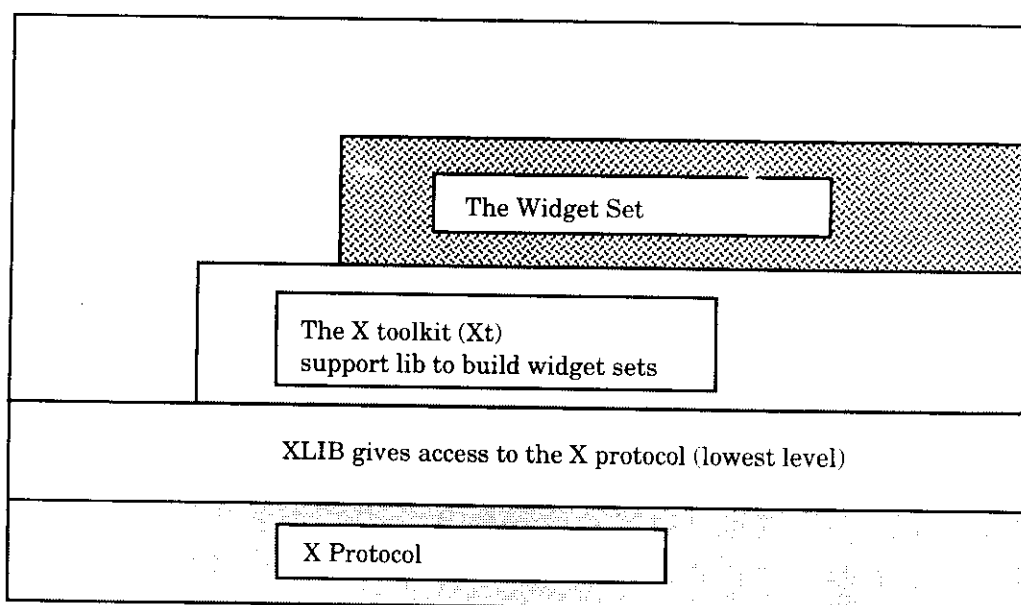 The Widget Set
The X toolkit (Xt)
support lib to build widget sets
XLIB gives access to the X protocol (lowest level)
X Protocol